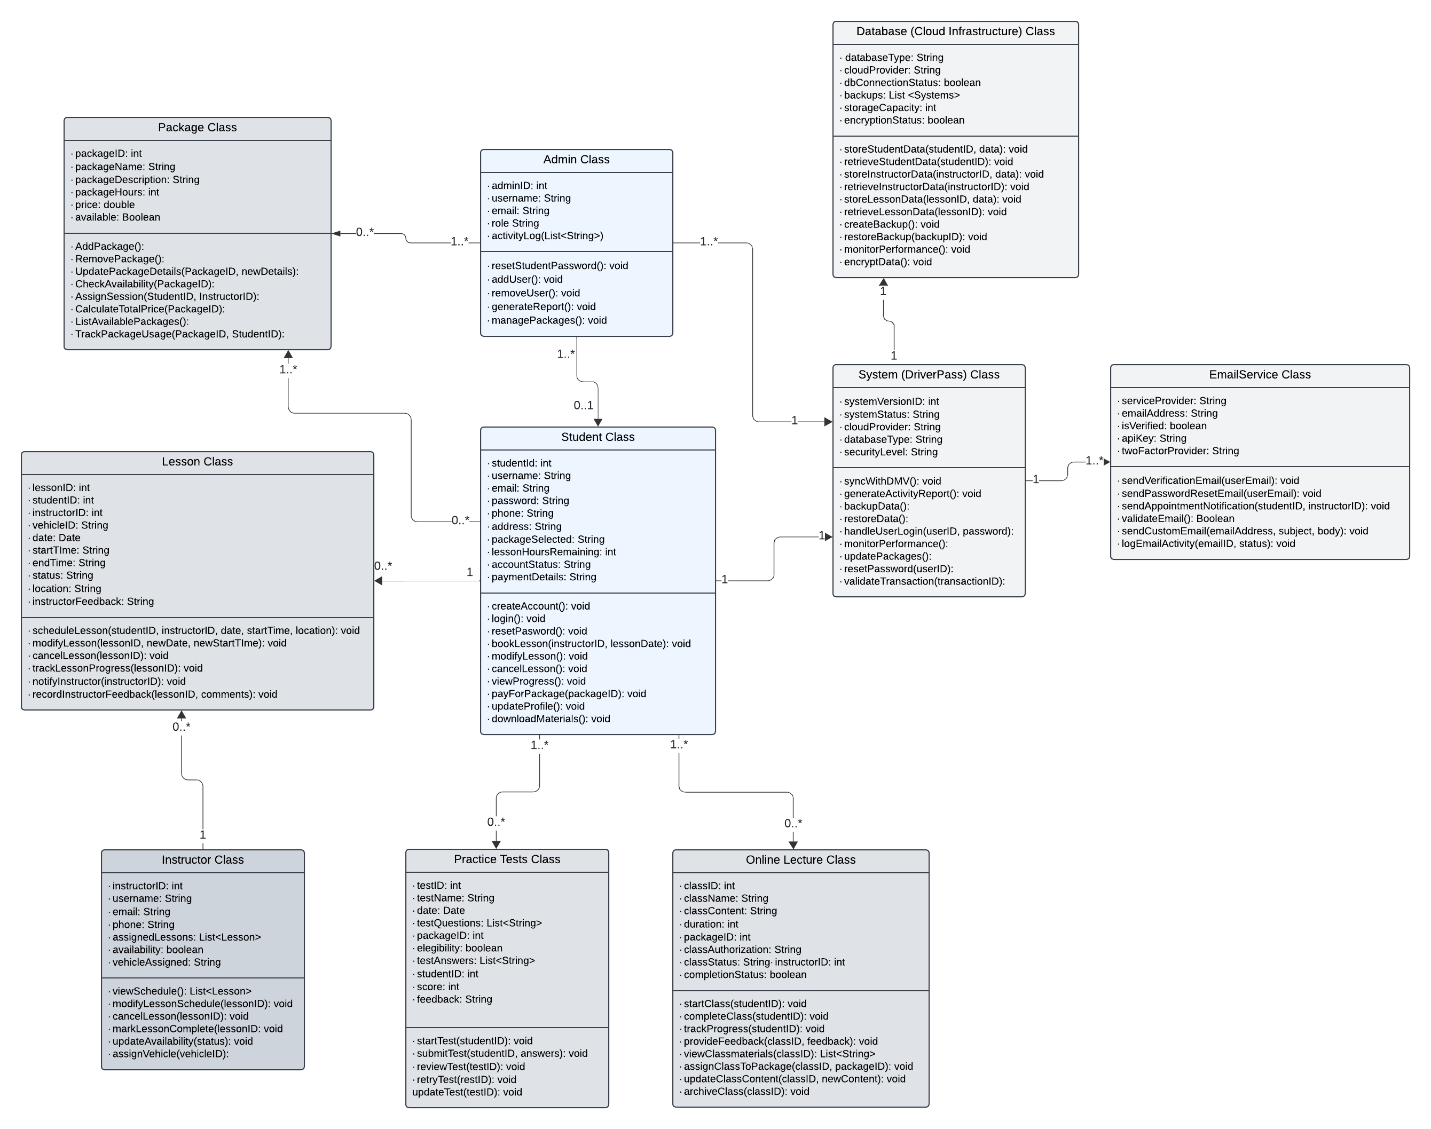 Database (Cloud Infrastructure) Class
· databaseType: String
· cloudProvider: String
· dbConnectionStatus: boolean
· backups: List <Systems>
· storageCapacity: int
· encryptionStatus: boolean
· storeStudentData(studentID, data): void
· retrieveStudentData(studentID): void
· storeInstructorData(instructorID, data): void
· retrieveInstructorData(instructorID): void
· storeLessonData(lessonID, data): void
· retrieveLessonData(lessonID): void
· createBackup(): void
· restoreBackup(backupID): void
· monitorPerformance(): void
· encryptData(): void
Package Class
· packageID: int
· packageName: String
· packageDescription: String
· packageHours: int
· price: double
· available: Boolean
· AddPackage():
· RemovePackage():
· UpdatePackageDetails(PackageID, newDetails):
· CheckAvailability(PackageID):
· AssignSession(StudentID, InstructorID):
· CalculateTotalPrice(PackageID):
· ListAvailablePackages():
· TrackPackageUsage(PackageID, StudentID):
0..*
1..*
Admin Class
· adminID: int
· username: String
· email: String
· role String
· activityLog(List<String>)
· resetStudentPassword(): void
· addUser(): void
· removeUser(): void
· generateReport(): void
· managePackages(): void
1..*
1
1
1
1..*
0..1
1..*
System (DriverPass) Class
· systemVersionID: int
· systemStatus: String
· cloudProvider: String
· databaseType: String
· securityLevel: String
· syncWithDMV(): void
· generateActivityReport(): void
· backupData():
· restoreData():
· handleUserLogin(userID, password):
· monitorPerformance():
· updatePackages():
· resetPassword(userID):
· validateTransaction(transactionID):
1
1..*
EmailService Class
· serviceProvider: String
· emailAddress: String
· isVerified: boolean
· apiKey: String
· twoFactorProvider: String
· sendVerificationEmail(userEmail): void
· sendPasswordResetEmail(userEmail): void
· sendAppointmentNotification(studentID, instructorID): void
· validateEmail(): Boolean
· sendCustomEmail(emailAddress, subject, body): void
· logEmailActivity(emailID, status): void
Student Class
· studentId: int
· username: String
· email: String
· password: String
· phone: String
· address: String
· packageSelected: String
· lessonHoursRemaining: int
· accountStatus: String
· paymentDetails: String
· createAccount(): void
· login(): void
· resetPasword(): void
· bookLesson(instructorID, lessonDate): void
· modifyLesson(): void
· cancelLesson(): void
· viewProgress(): void
· payForPackage(packageID): void
· updateProfile(): void
· downloadMaterials(): void
0..*
1
1
1
0..*
Lesson Class
· lessonID: int
· studentID: int
· instructorID: int
· vehicleID: String
· date: Date
· startTIme: String
· endTime: String
· status: String
· location: String
· instructorFeedback: String
· scheduleLesson(studentID, instructorID, date, startTime, location): void
· modifyLesson(lessonID, newDate, newStartTIme): void
· cancelLesson(lessonID): void
· trackLessonProgress(lessonID): void
· notifyInstructor(instructorID): void
· recordInstructorFeedback(lessonID, comments): void
0..*
1
1..*
1..*
0..*
0..*
Instructor Class
· instructorID: int
· username: String
· email: String
· phone: String
· assignedLessons: List<Lesson>
· availability: boolean
· vehicleAssigned: String
· viewSchedule(): List<Lesson>
· modifyLessonSchedule(lessonID): void
· cancelLesson(lessonID): void
· markLessonComplete(lessonID: void
· updateAvailability(status): void
· assignVehicle(vehicleID):
Practice Tests Class
· testID: int
· testName: String
· date: Date
· testQuestions: List<String>
· packageID: int
· elegibility: boolean
· testAnswers: List<String>
· studentID: int
· score: int
· feedback: String
· startTest(studentID): void
· submitTest(studentID, answers): void
· reviewTest(testID): void
· retryTest(restID): void
updateTest(testID): void
Online Lecture Class
· classID: int
· className: String
· classContent: String
· duration: int
· packageID: int
· classAuthorization: String
· classStatus: String· instructorID: int
· completionStatus: boolean
· startClass(studentID): void
· completeClass(studentID): void
· trackProgress(studentID): void
· provideFeedback(classID, feedback): void
· viewClassmaterials(classID): List<String>
· assignClassToPackage(classID, packageID): void
· updateClassContent(classID, newContent): void
· archiveClass(classID): void